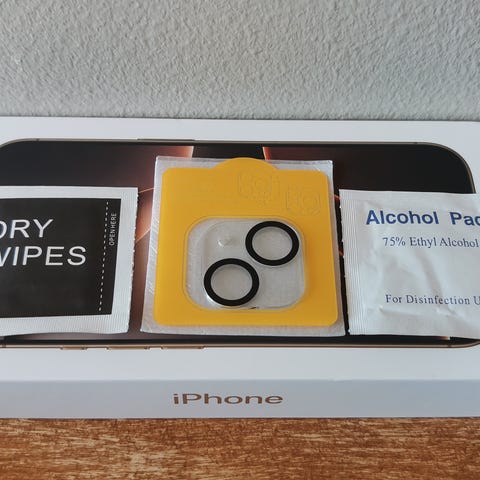 DRY
WIPES
OPEN HERE
Alcohol Pad
75% Ethyl Alcohol
For Disinfection U
iPhone